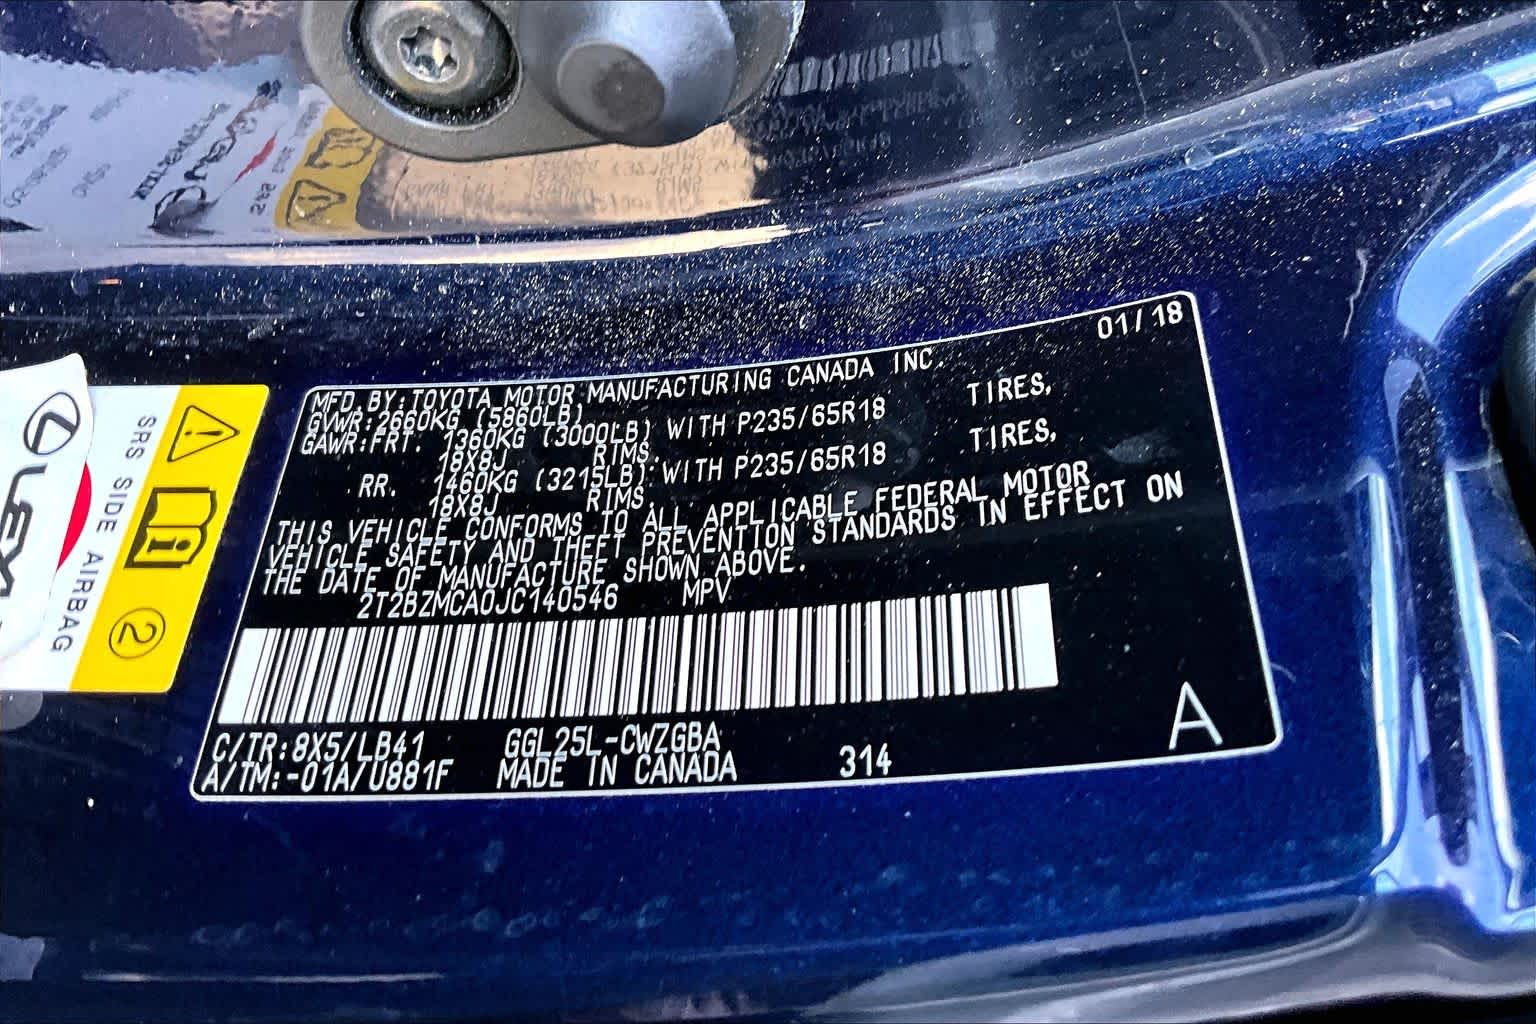 01/18
MFD. BY: TOYOTA MOTOR MANUFACTURING CANADA INC.
GVWR: 2660KG (5860LB)
GAWR: FRT. 1360KG (3000LB) WITH P235/65R18 TIRES,
18X8J RIMS.
RR. 1460KG (3215LB) WITH P235/65R18 TIRES,
18X8J RIMS.
THIS VEHICLE CONFORMS TO ALL APPLICABLE FEDERAL MOTOR
VEHICLE SAFETY AND THEFT PREVENTION STANDARDS IN EFFECT ON
THE DATE OF MANUFACTURE SHOWN ABOVE.
2T2BZMCA0JC140546 MPV
C/TR: 8X5/LB41 GGL25L-CWZGBA
A/TM: -01A/U881F MADE IN CANADA 314
A
SRS SIDE AIRBAG
2